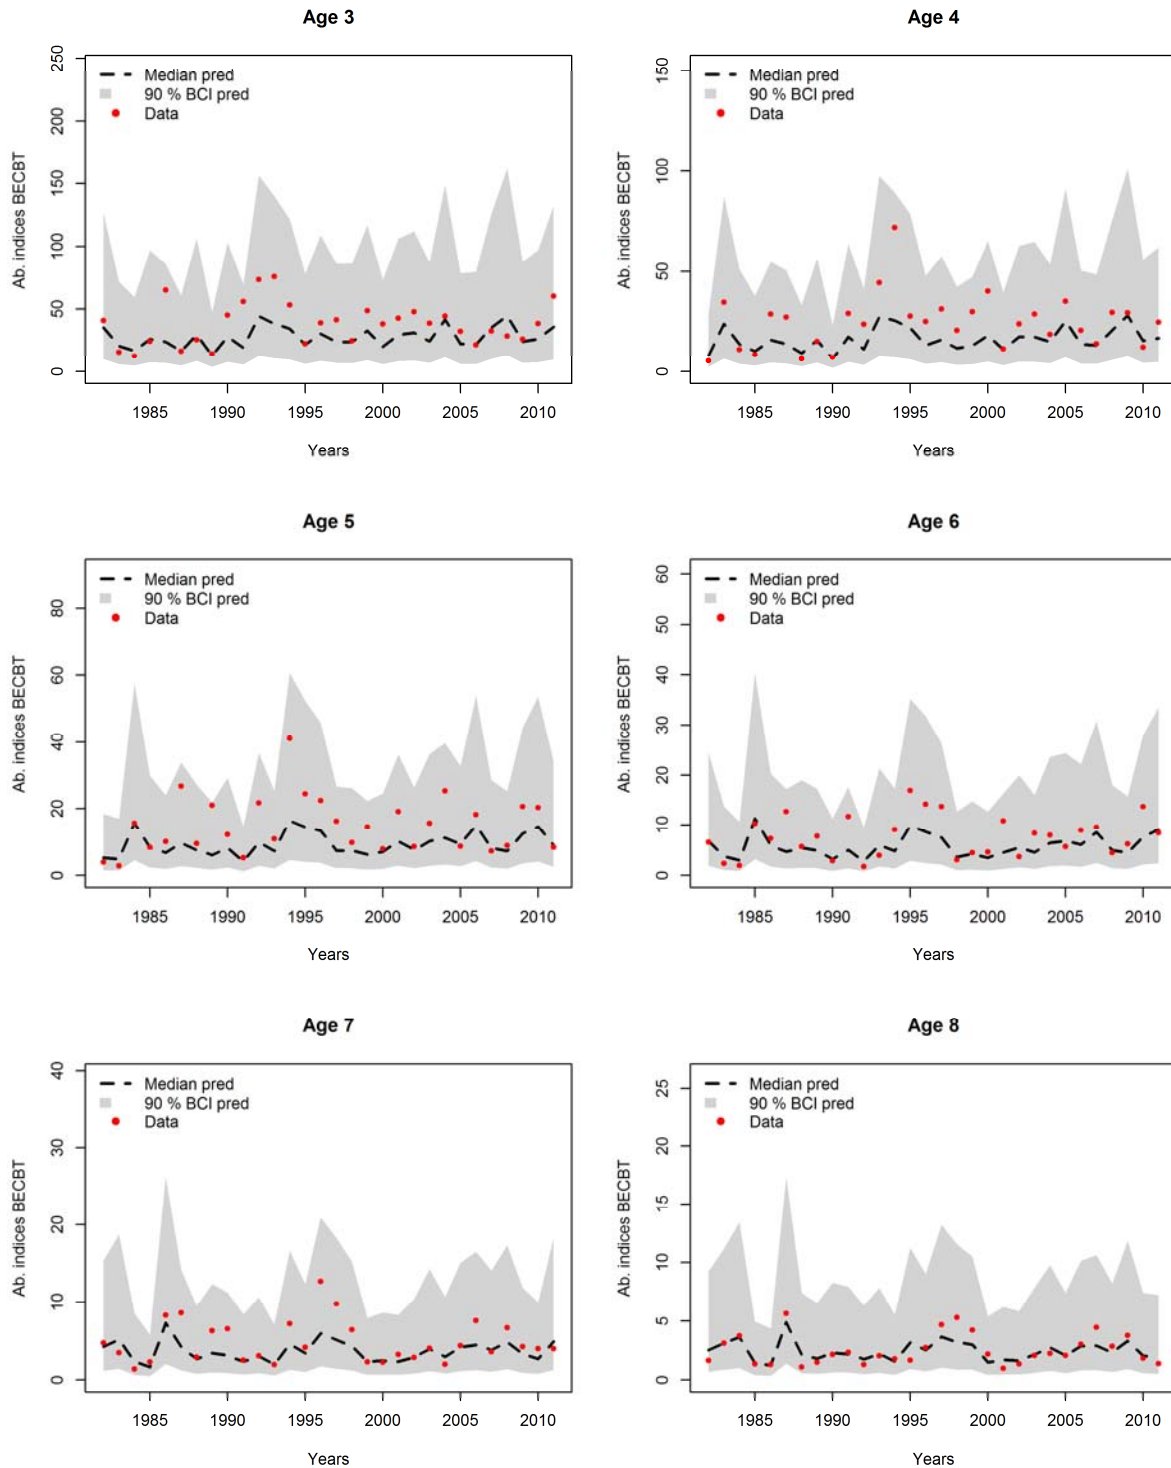 Age 3
Ab. indices BECBT
250
200
150
100
50
0
Median pred
90 % BCI pred
Data
1985 1990 1995 2000 2005 2010
Years
Age 4
Ab. indices BECBT
150
100
50
0
Median pred
90 % BCI pred
Data
1985 1990 1995 2000 2005 2010
Years
Age 5
Ab. indices BECBT
80
60
40
20
0
Median pred
90 % BCI pred
Data
1985 1990 1995 2000 2005 2010
Years
Age 6
Ab. indices BECBT
60
50
40
30
20
10
0
Median pred
90 % BCI pred
Data
1985 1990 1995 2000 2005 2010
Years
Age 7
Ab. indices BECBT
40
30
20
10
0
Median pred
90 % BCI pred
Data
1985 1990 1995 2000 2005 2010
Years
Age 8
Ab. indices BECBT
25
20
15
10
5
0
Median pred
90 % BCI pred
Data
1985 1990 1995 2000 2005 2010
Years